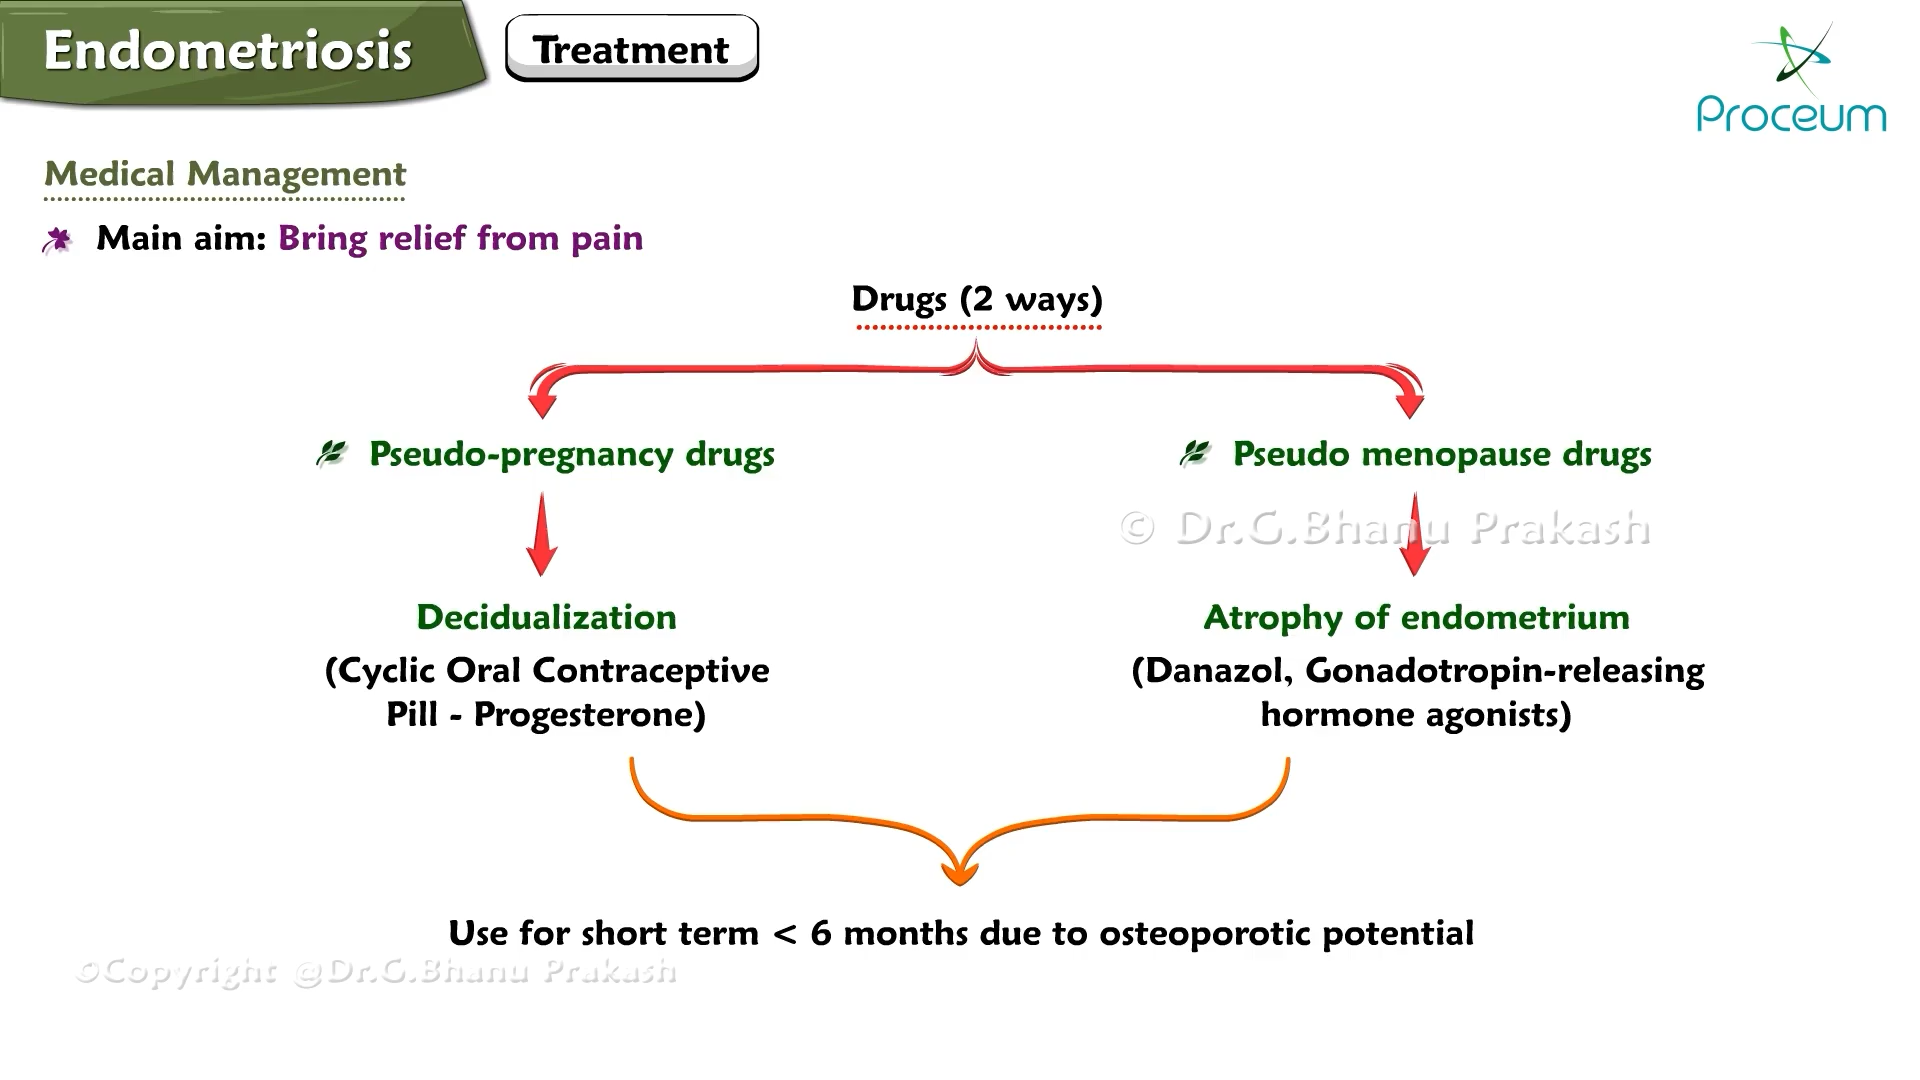 Endometriosis
Treatment
Proceum
Medical Management
Main aim: Bring relief from pain
Drugs (2 ways)
Pseudo-pregnancy drugs
Pseudo menopause drugs
© Dr.G.Bhanu Prakash
Decidualization
(Cyclic Oral Contraceptive
Pill - Progesterone)
Atrophy of endometrium
(Danazol, Gonadotropin-releasing
hormone agonists)
Use for short term < 6 months due to osteoporotic potential
©Copyright @Dr.G.Bhanu Prakash